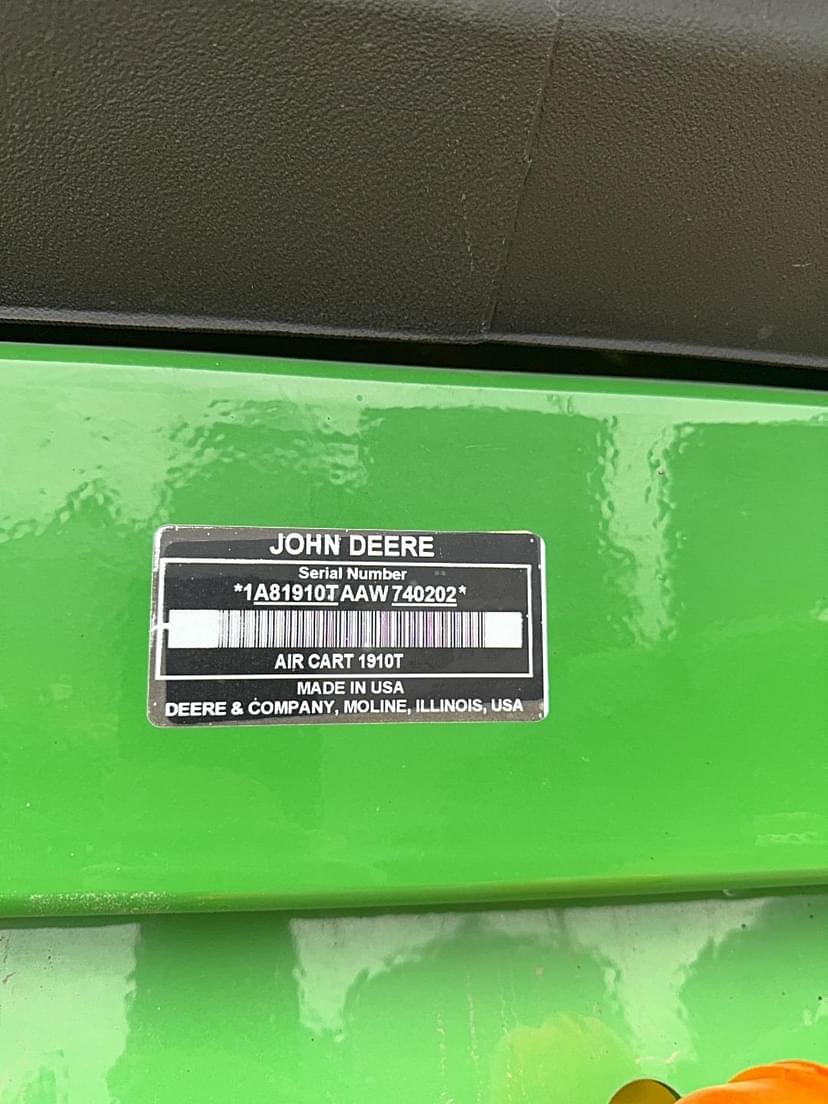 JOHN DEERE
Serial Number
*1A81910TAAW740202*
AIR CART 1910T
MADE IN USA
DEERE & COMPANY, MOLINE, ILLINOIS, USA